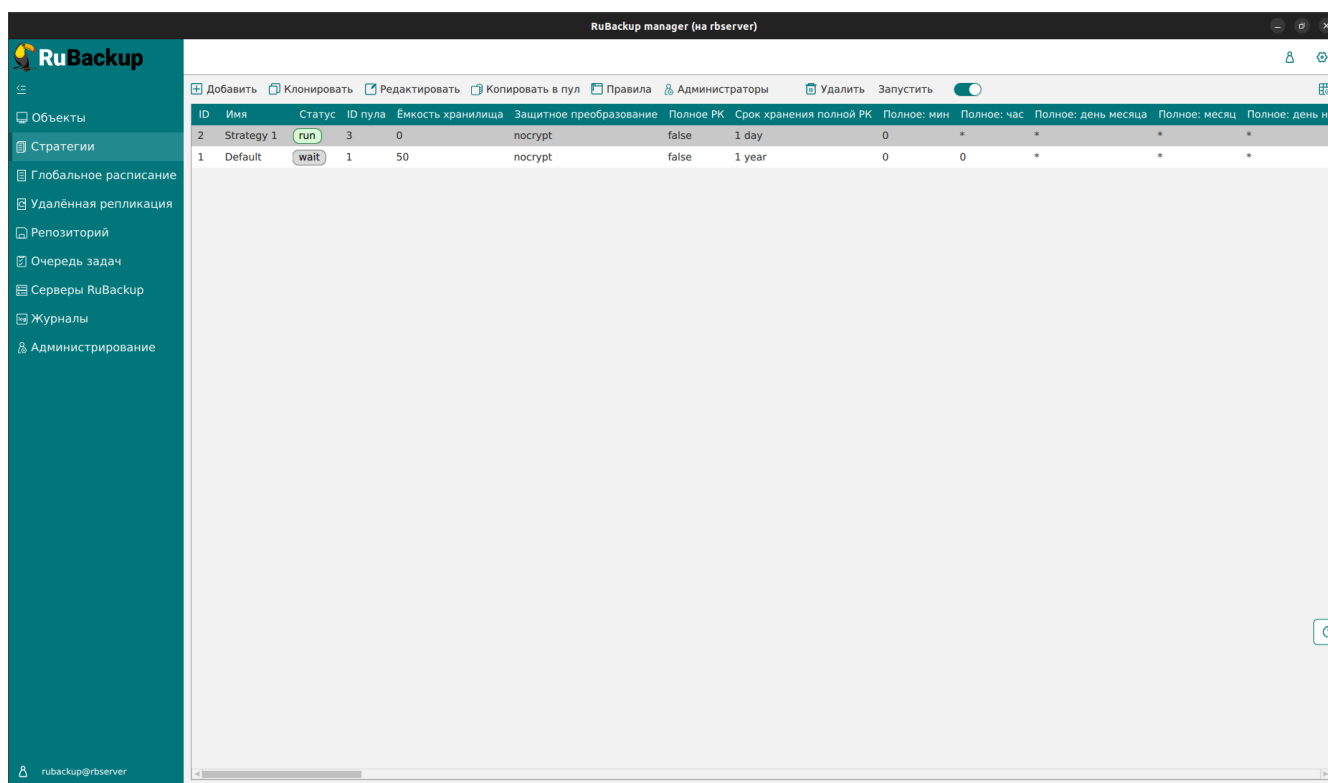 RuBackup manager (на rbserver)
RuBackup
Добавить Клонировать Редактировать Копировать в пул Правила Администраторы Удалить Запустить
Объекты
Стратегии
Глобальное расписание
Удалённая репликация
Репозиторий
Очередь задач
Серверы RuBackup
Журналы
Администрирование
rubackup@rbserver
ID Имя Статус ID пула Ёмкость хранилища Защитное преобразование Полное РК Срок хранения полной РК Полное: мин Полное: час Полное: день месяца Полное: месяц Полное: день н
2 Strategy 1 run 3 0 nocrypt false 1 day 0 * * * *
1 Default wait 1 50 nocrypt false 1 year 0 0 * * *